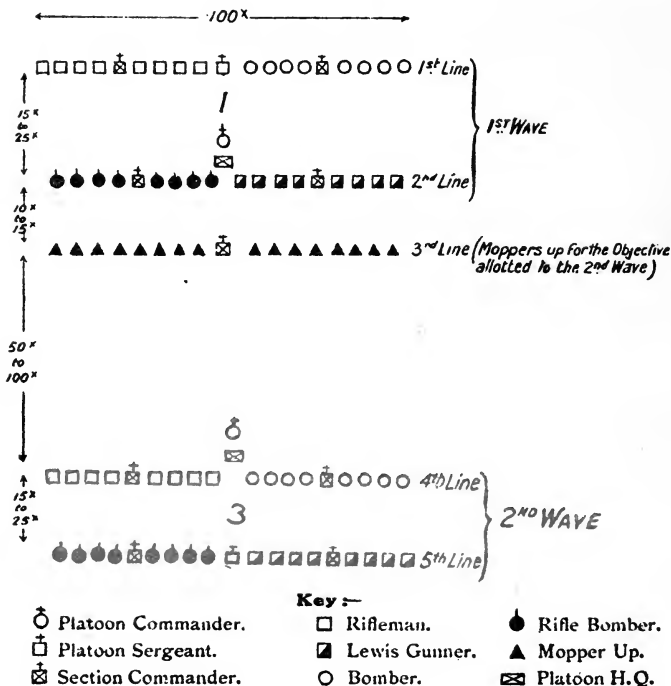 100ˣ
1ˢᵗ Line
15ˣ
to
25ˣ
1
1ˢᵀ WAVE
2ᴺᴰ Line
10ˣ
to
15ˣ
3ᴺᴰ Line (Moppers up for the Objective
allotted to the 2ⁿᵈ Wave)
50ˣ
to
100ˣ
4th Line
15ˣ
to
25ˣ
3
2ᴺᴰ WAVE
5th Line
Key :—
Platoon Commander.
Rifleman.
Rifle Bomber.
Platoon Sergeant.
Lewis Gunner.
Mopper Up.
Section Commander.
Bomber.
Platoon H.Q.